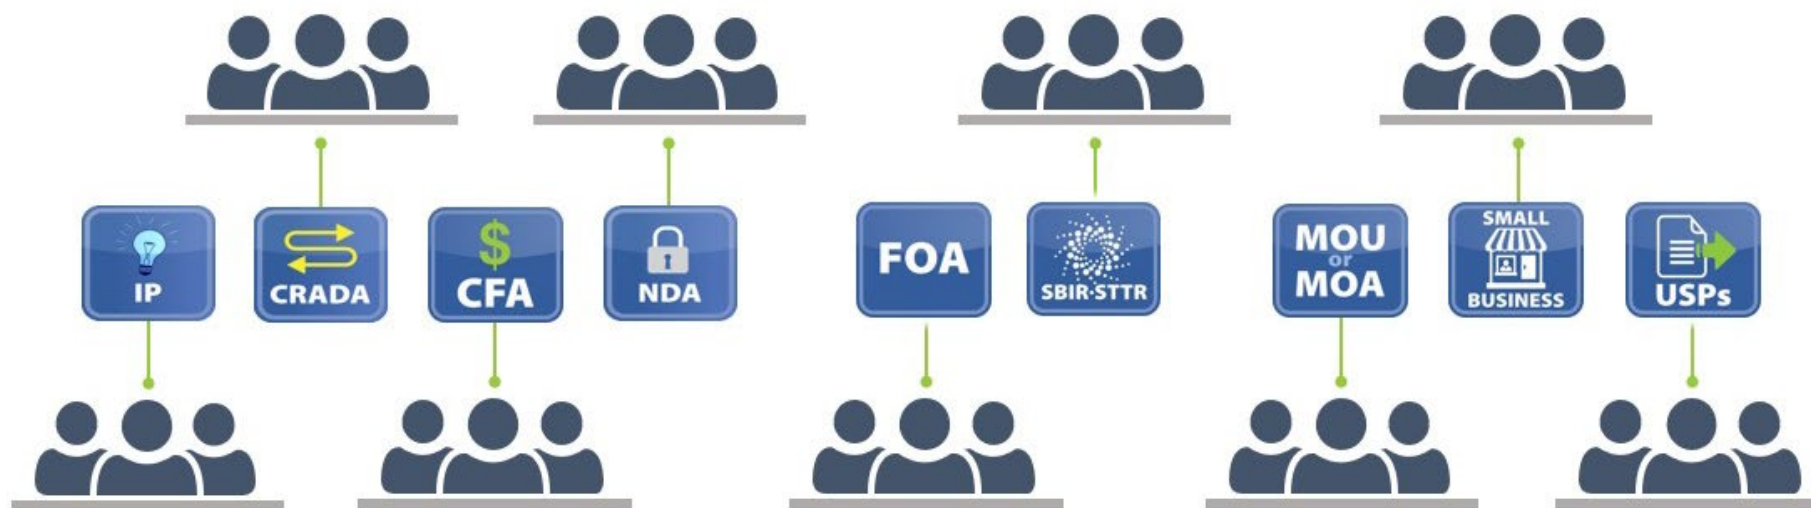 IP
CRADA
$
CFA
NDA
FOA
SBIR·STTR
MOU
or
MOA
SMALL
BUSINESS
USPs